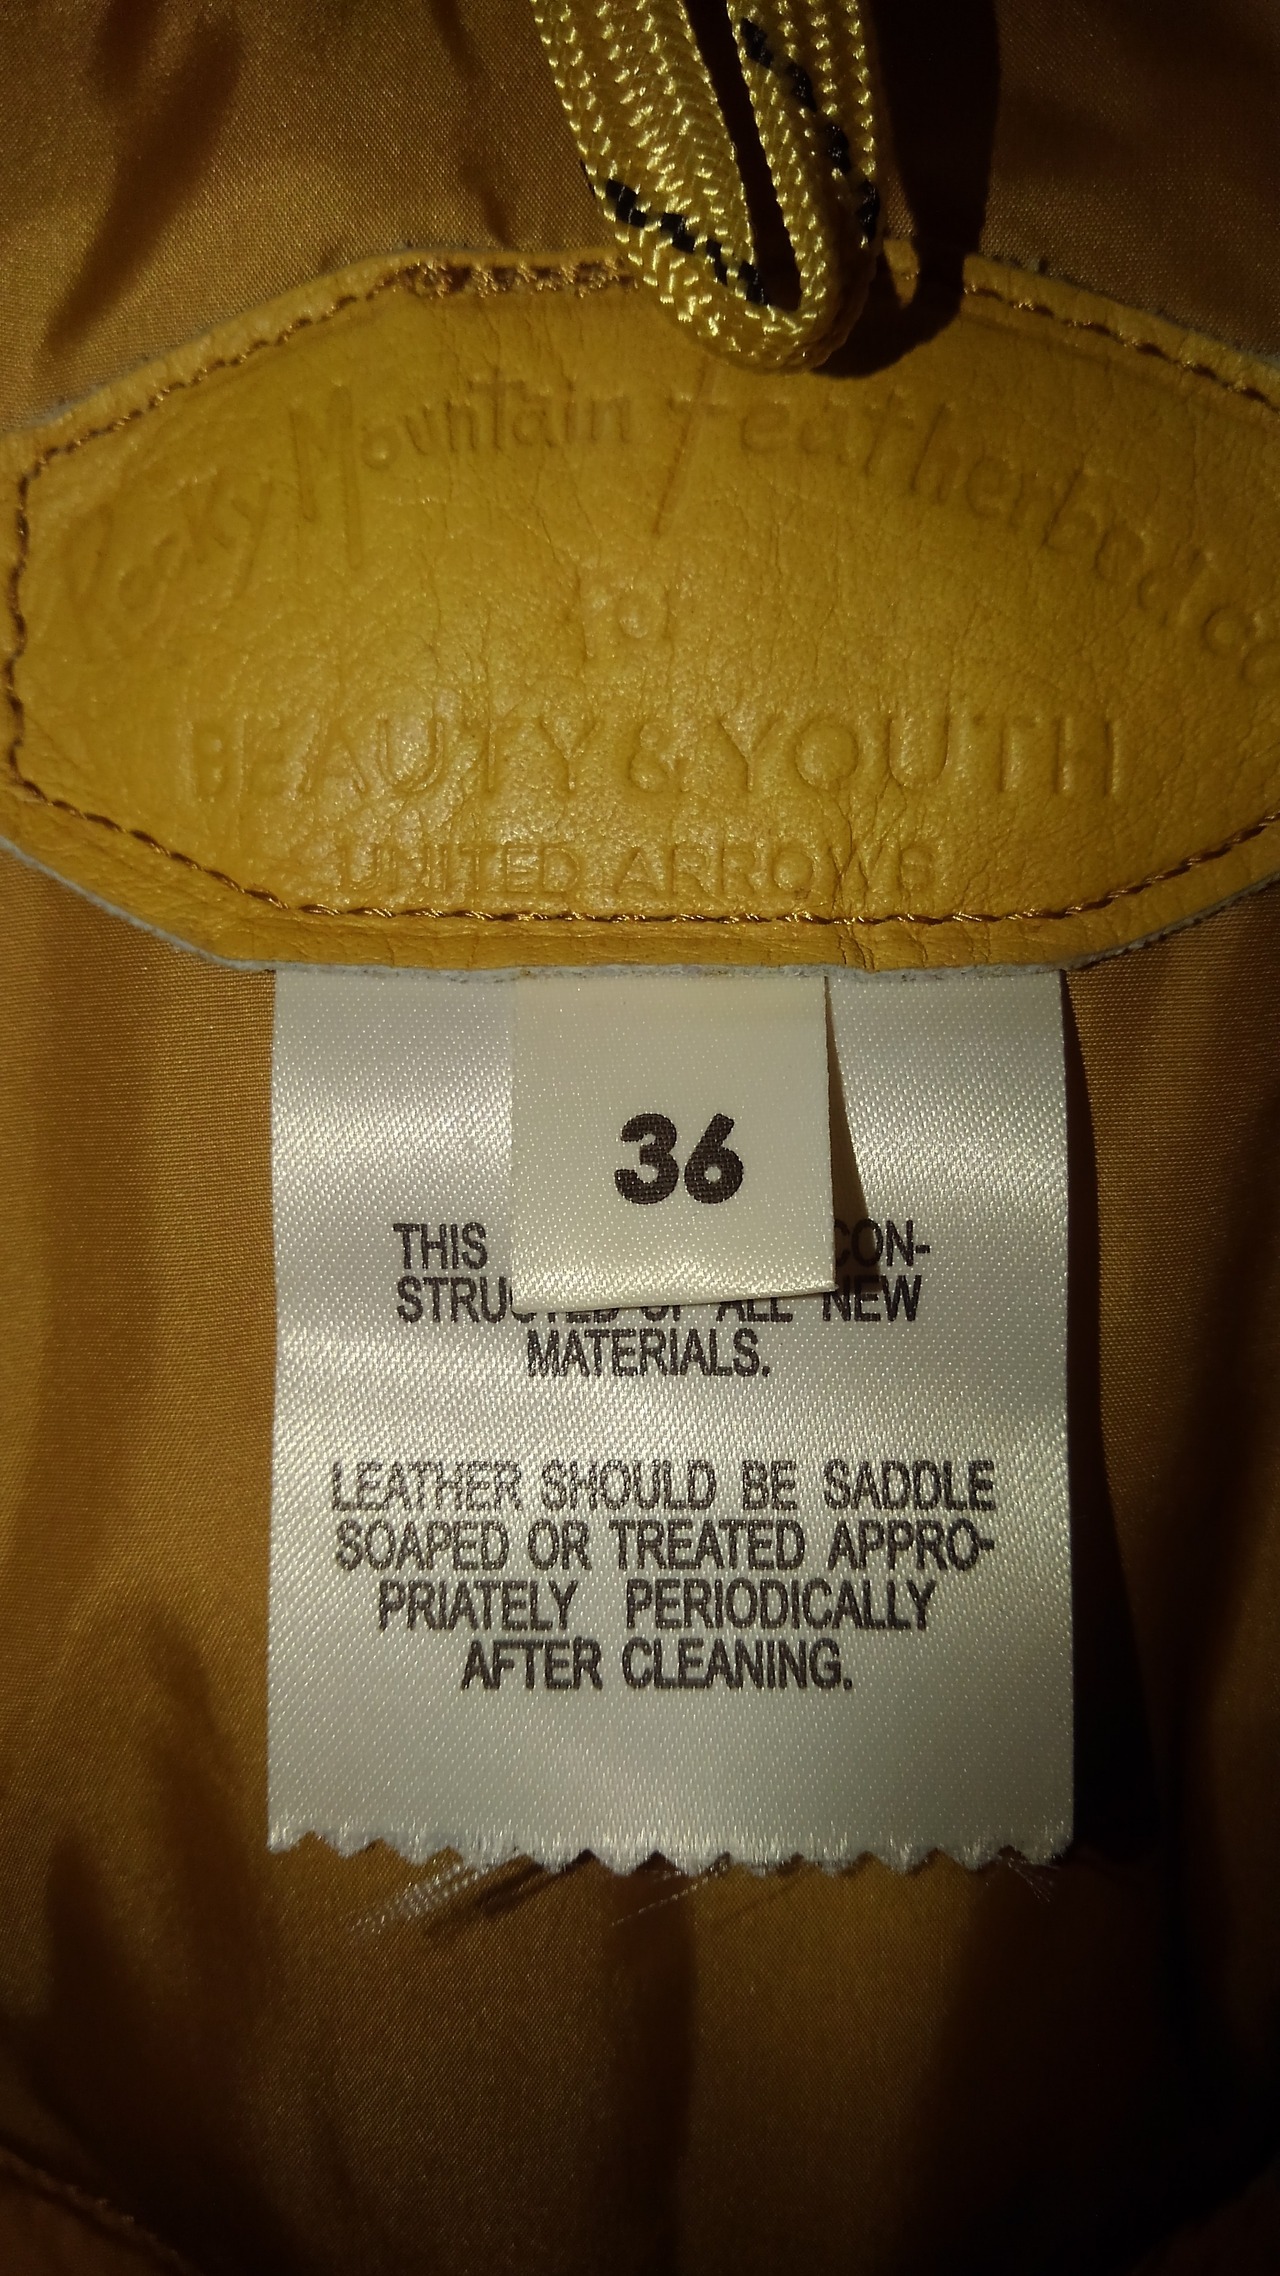 Rocky Mountain Featherbed Co
For
BEAUTY & YOUTH
UNITED ARROWS
36
THIS CON-
STRUCTED OF ALL NEW
MATERIALS.
LEATHER SHOULD BE SADDLE
SOAPED OR TREATED APPRO-
PRIATELY PERIODICALLY
AFTER CLEANING.